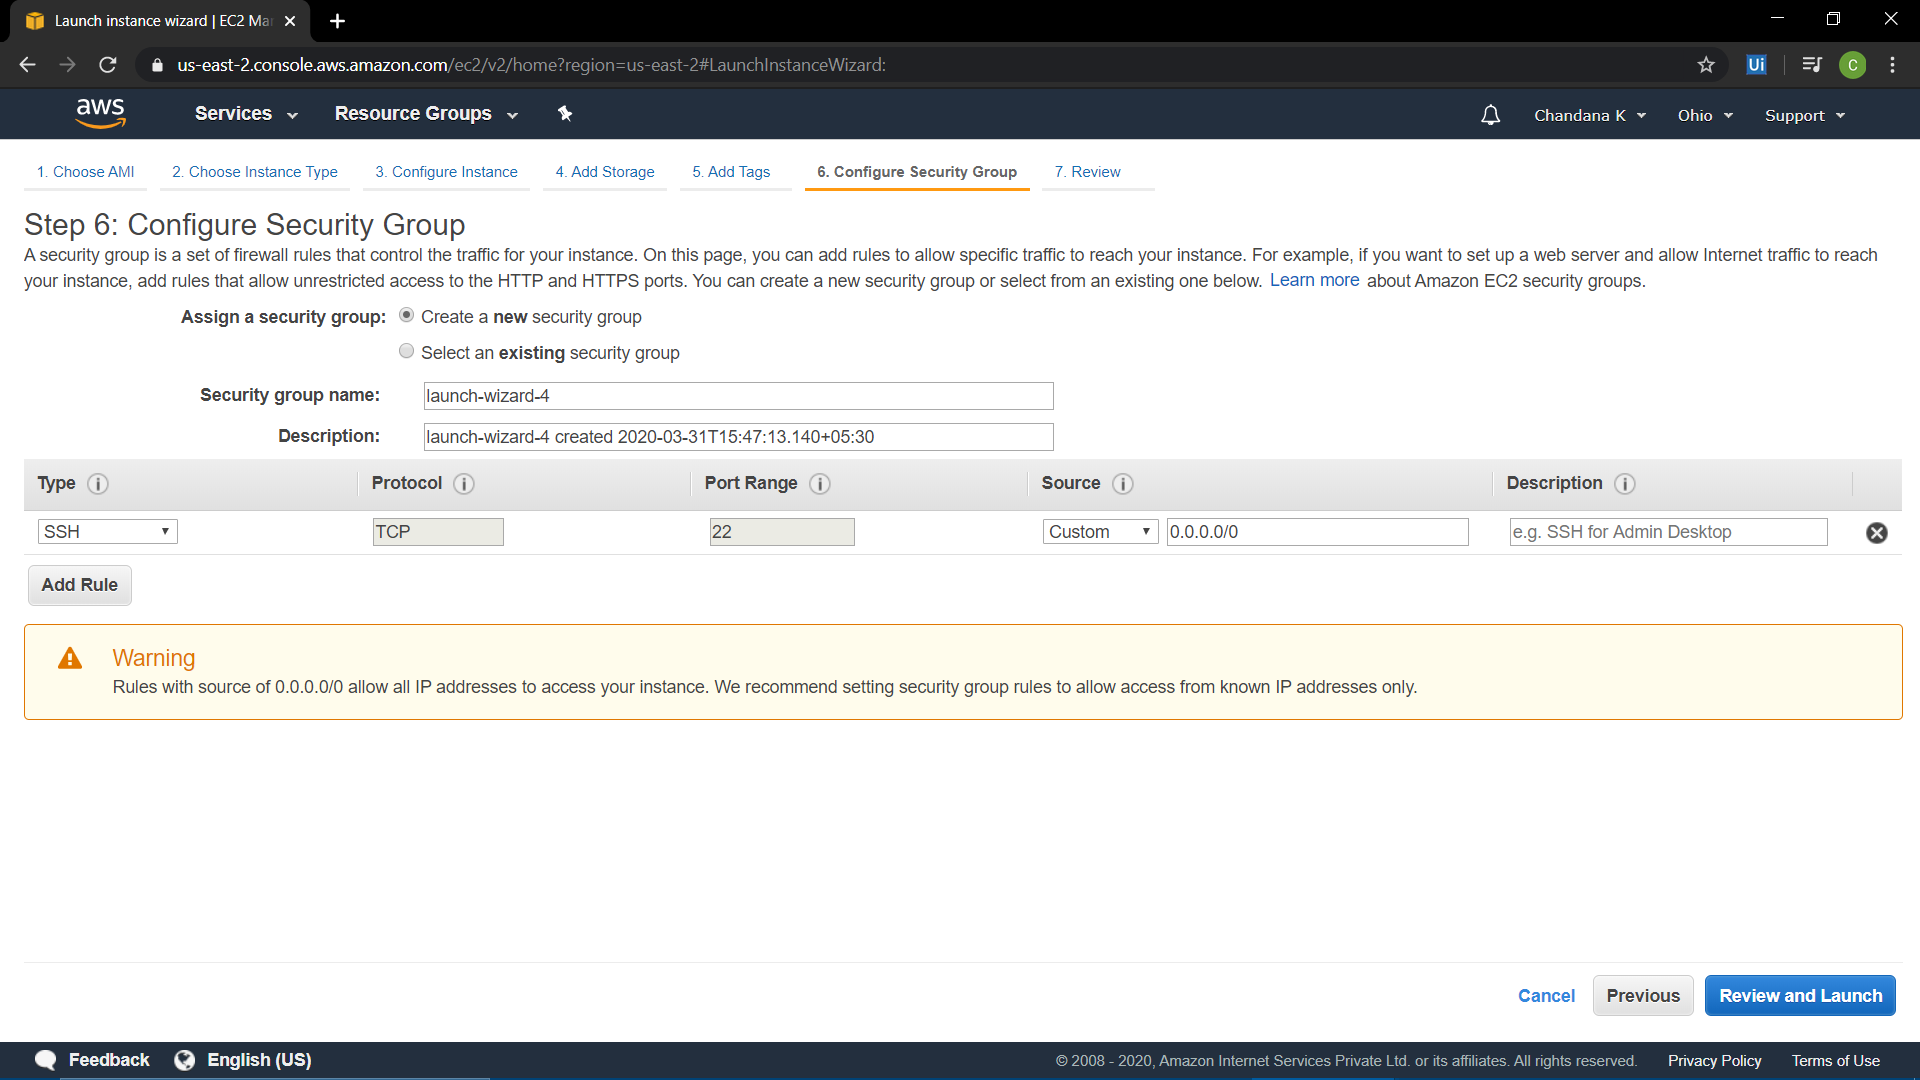 Launch instance wizard | EC2 Mar
us-east-2.console.aws.amazon.com/ec2/v2/home?region=us-east-2#LaunchInstanceWizard:
Ui
C
aws
Services
Resource Groups
Chandana K
Ohio
Support
1. Choose AMI
2. Choose Instance Type
3. Configure Instance
4. Add Storage
5. Add Tags
6. Configure Security Group
7. Review
Step 6: Configure Security Group
A security group is a set of firewall rules that control the traffic for your instance. On this page, you can add rules to allow specific traffic to reach your instance. For example, if you want to set up a web server and allow Internet traffic to reach
your instance, add rules that allow unrestricted access to the HTTP and HTTPS ports. You can create a new security group or select from an existing one below. Learn more about Amazon EC2 security groups.
Assign a security group:
Create a new security group
Select an existing security group
Security group name:
launch-wizard-4
Description:
launch-wizard-4 created 2020-03-31T15:47:13.140+05:30
Type
Protocol
Port Range
Source
Description
SSH
TCP
22
Custom
0.0.0.0/0
e.g. SSH for Admin Desktop
Add Rule
Warning
Rules with source of 0.0.0.0/0 allow all IP addresses to access your instance. We recommend setting security group rules to allow access from known IP addresses only.
Cancel
Previous
Review and Launch
Feedback
English (US)
© 2008 - 2020, Amazon Internet Services Private Ltd. or its affiliates. All rights reserved.
Privacy Policy
Terms of Use